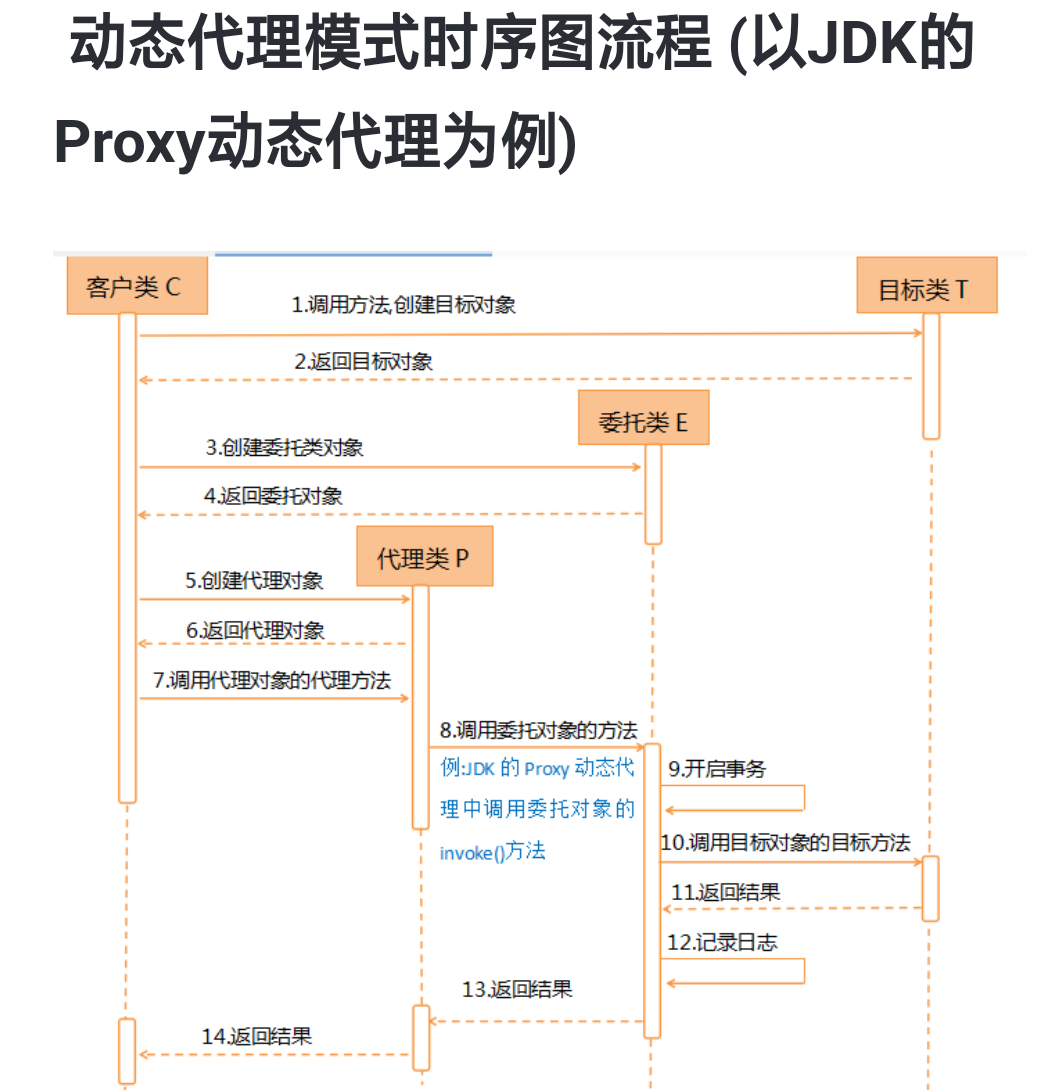 动态代理模式时序图流程 (以JDK的
Proxy动态代理为例)
客户类 C
目标类 T
1.调用方法,创建目标对象
2.返回目标对象
委托类 E
3.创建委托类对象
4.返回委托对象
代理类 P
5.创建代理对象
6.返回代理对象
7.调用代理对象的代理方法
8.调用委托对象的方法
例:JDK 的 Proxy 动态代
理中调用委托对象的
invoke()方法
9.开启事务
10.调用目标对象的目标方法
11.返回结果
12.记录日志
13.返回结果
14.返回结果